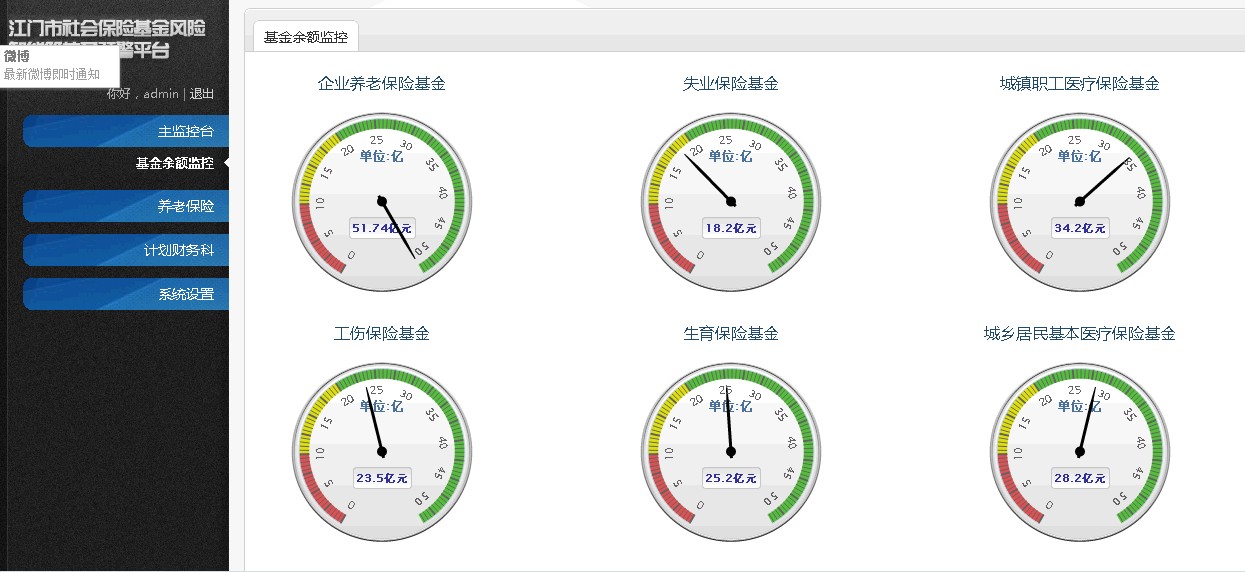 江门市社会保险基金风险
警平台
微博
最新微博即时通知
你好，admin | 退出
主监控台
基金余额监控
养老保险
计划财务科
系统设置
基金余额监控
企业养老保险基金
0 5 10 15 20 25 30 35 40 45 50
单位:亿
51.74亿元
失业保险基金
0 5 10 15 20 25 30 35 40 45 50
单位:亿
18.2亿元
城镇职工医疗保险基金
0 5 10 15 20 25 30 35 40 45 50
单位:亿
34.2亿元
工伤保险基金
0 5 10 15 20 25 30 35 40 45 50
单位:亿
23.5亿元
生育保险基金
0 5 10 15 20 25 30 35 40 45 50
单位:亿
25.2亿元
城乡居民基本医疗保险基金
0 5 10 15 20 25 30 35 40 45 50
单位:亿
28.2亿元